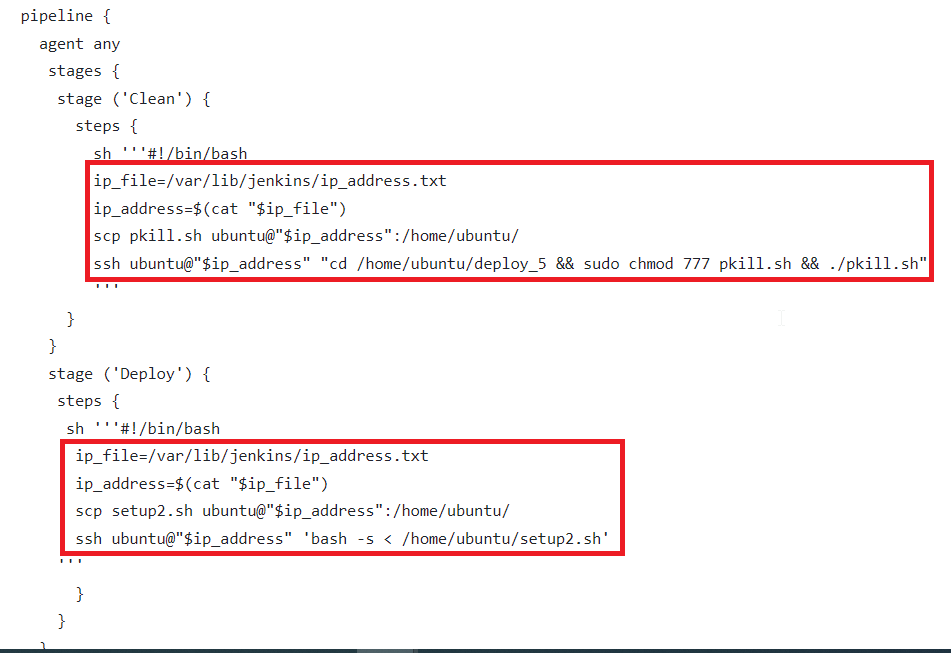 pipeline {
agent any
stages {
stage ('Clean') {
steps {
sh '''#!/bin/bash
ip_file=/var/lib/jenkins/ip_address.txt
ip_address=$(cat "$ip_file")
scp pkill.sh ubuntu@"$ip_address":/home/ubuntu/
ssh ubuntu@"$ip_address" "cd /home/ubuntu/deploy_5 && sudo chmod 777 pkill.sh && ./pkill.sh"
'''
}
}
stage ('Deploy') {
steps {
sh '''#!/bin/bash
ip_file=/var/lib/jenkins/ip_address.txt
ip_address=$(cat "$ip_file")
scp setup2.sh ubuntu@"$ip_address":/home/ubuntu/
ssh ubuntu@"$ip_address" 'bash -s < /home/ubuntu/setup2.sh'
'''
}
}
}